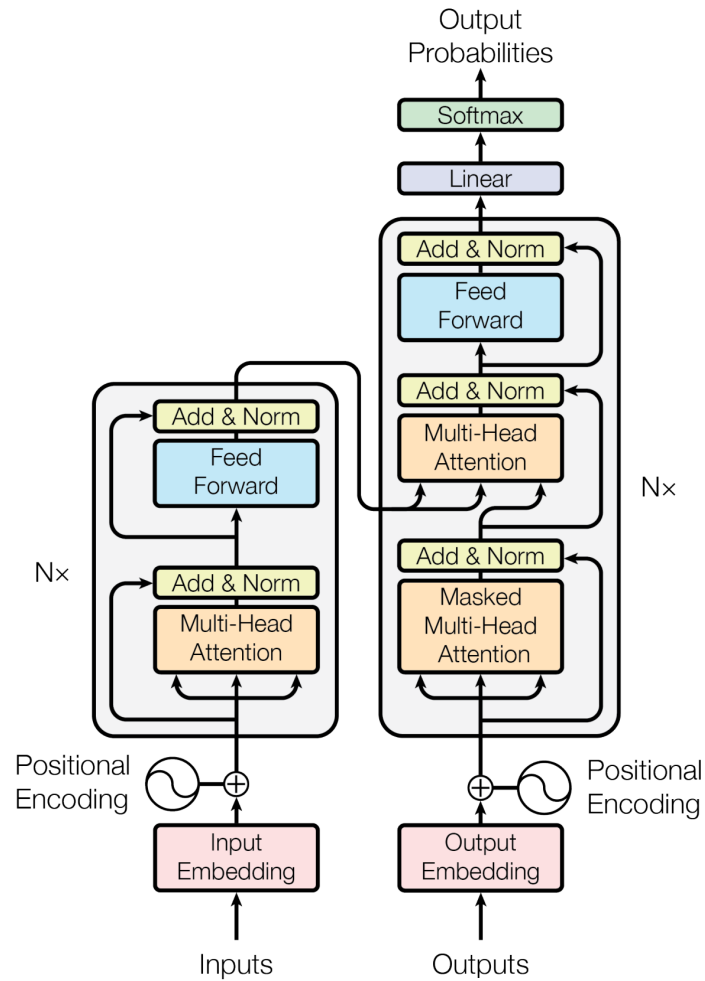 Output
Probabilities
Softmax
Linear
Add & Norm
Feed
Forward
Add & Norm
Multi-Head
Attention
Add & Norm
Masked
Multi-Head
Attention
N×
Add & Norm
Feed
Forward
Add & Norm
Multi-Head
Attention
N×
Positional
Encoding
Positional
Encoding
Input
Embedding
Output
Embedding
Inputs
Outputs